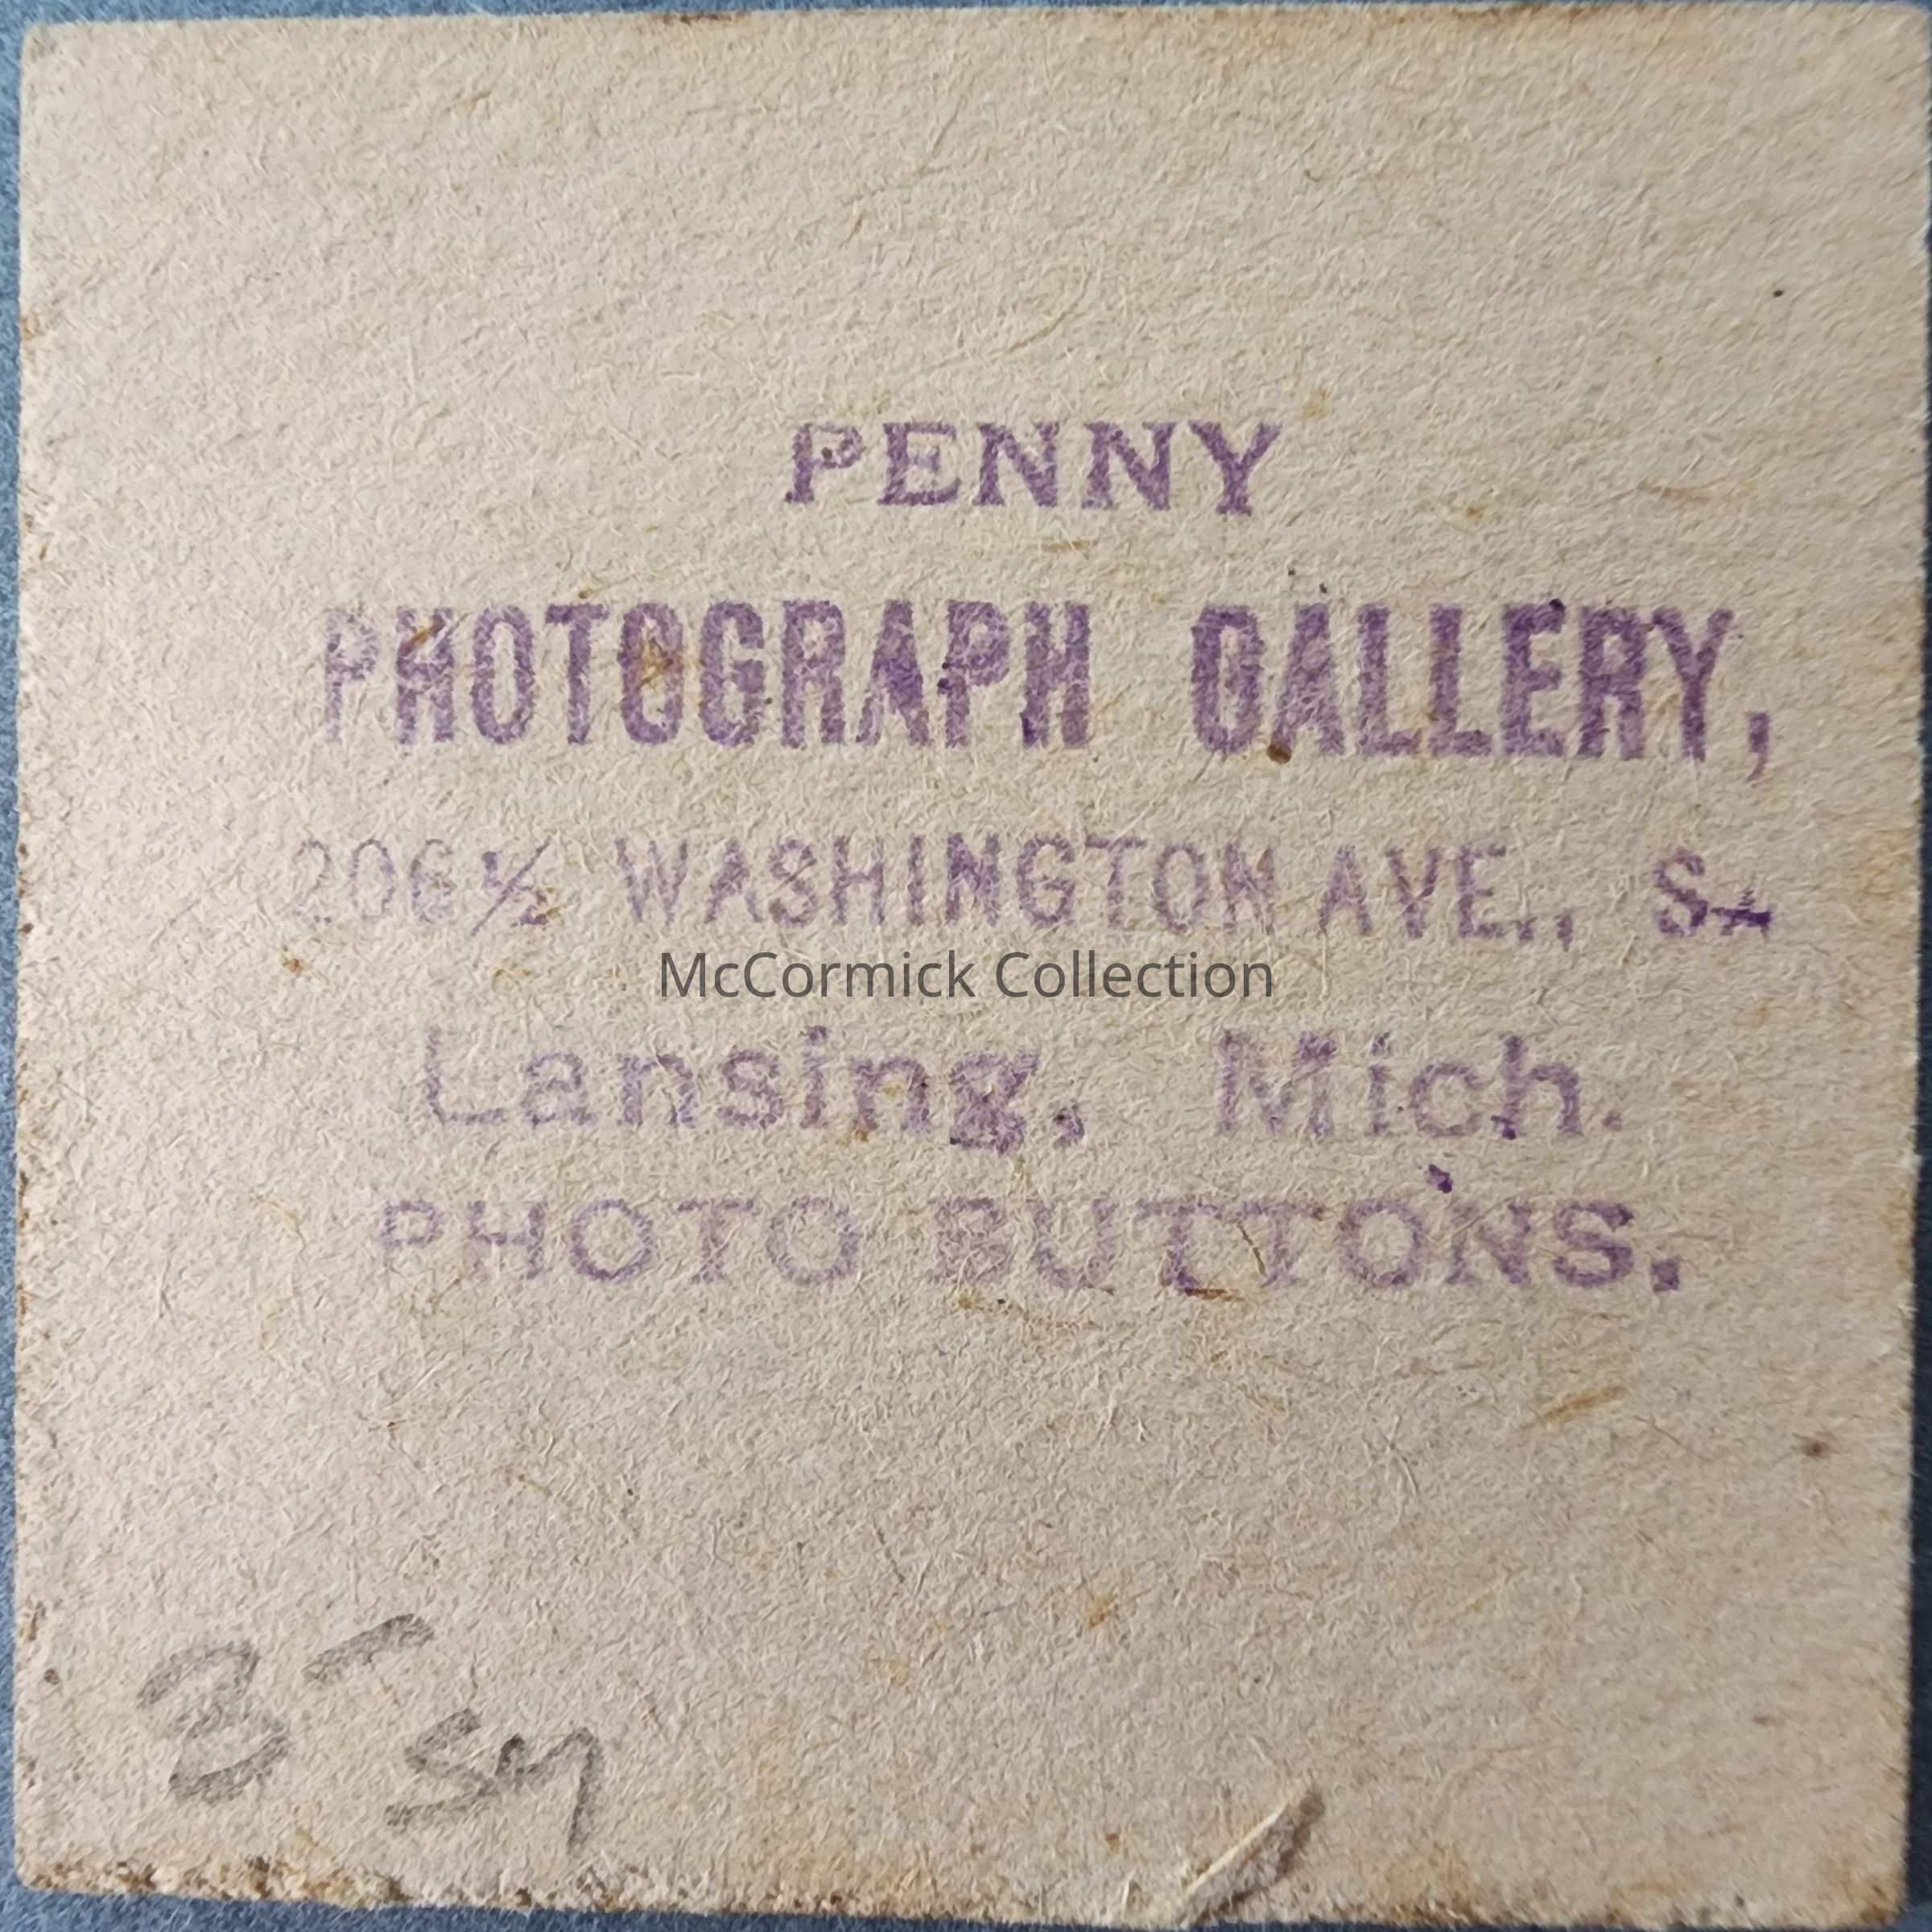 PENNY
PHOTOGRAPH GALLERY,
206½ WASHINGTON AVE., S.
McCormick Collection
Lansing, Mich.
PHOTO BUTTONS.